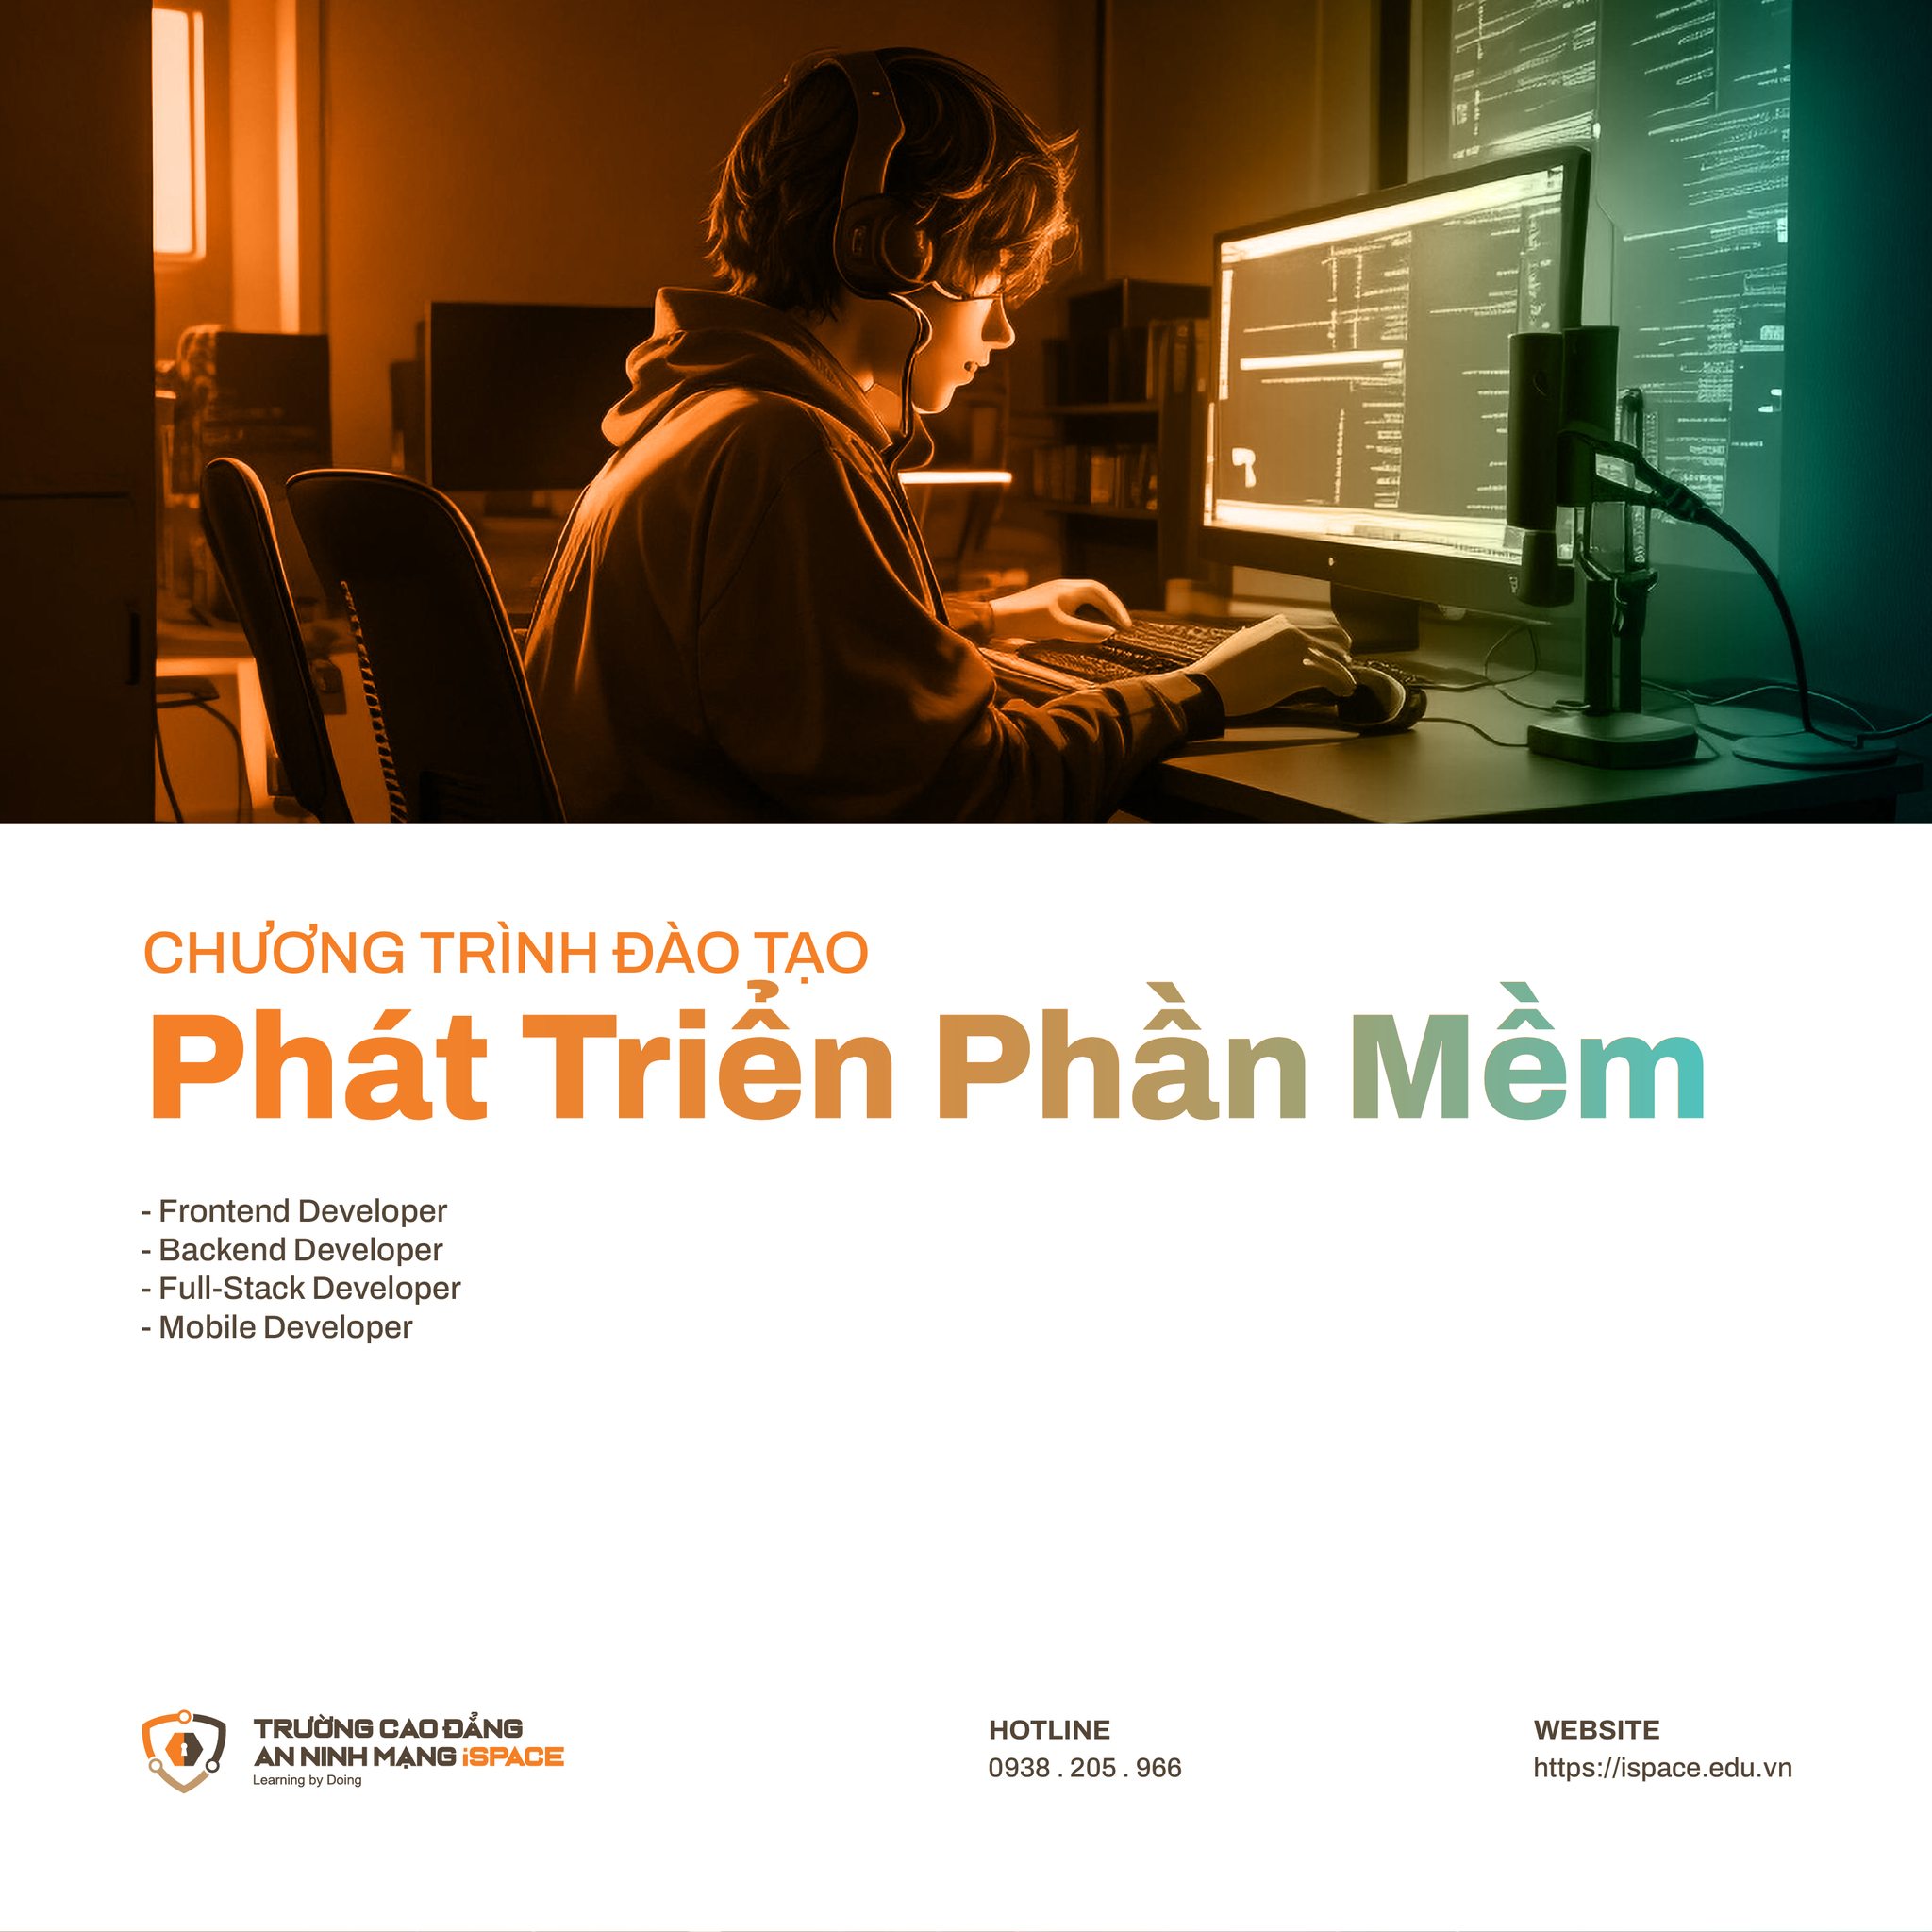 CHƯƠNG TRÌNH ĐÀO TẠO
Phát Triển Phần Mềm
- Frontend Developer
- Backend Developer
- Full-Stack Developer
- Mobile Developer
TRƯỜNG CAO ĐẲNG
AN NINH MẠNG iSPACE
Learning by Doing
HOTLINE
0938 . 205 . 966
WEBSITE
https://ispace.edu.vn